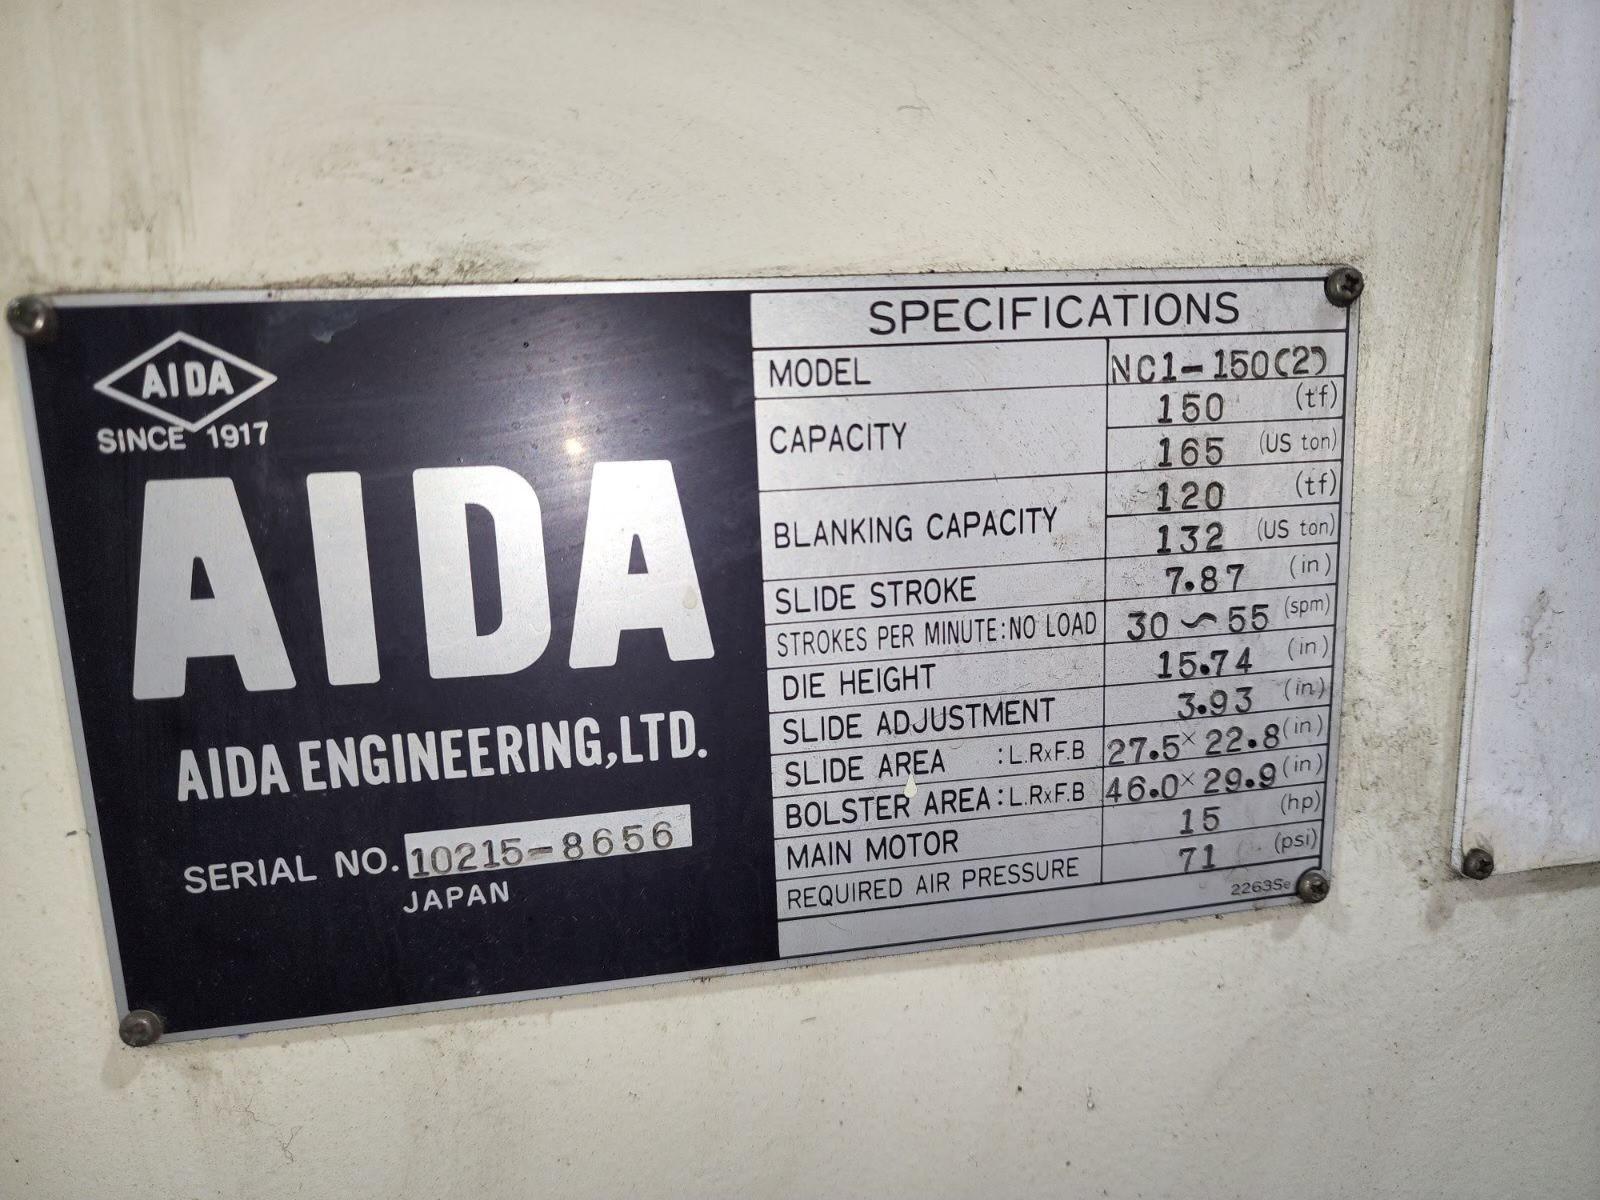 AIDA
SINCE 1917
AIDA
AIDA ENGINEERING,LTD.
SERIAL NO. 10215-8656
JAPAN
SPECIFICATIONS
MODEL NC1-150(2)
CAPACITY 150 (tf)
165 (US ton)
BLANKING CAPACITY 120 (tf)
132 (US ton)
SLIDE STROKE 7.87 (in)
STROKES PER MINUTE:NO LOAD 30~55 (spm)
DIE HEIGHT 15.74 (in)
SLIDE ADJUSTMENT 3.93 (in)
SLIDE AREA :L.RxF.B 27.5×22.8 (in)
BOLSTER AREA:L.RxF.B 46.0×29.9 (in)
MAIN MOTOR 15 (hp)
REQUIRED AIR PRESSURE 71 (psi)